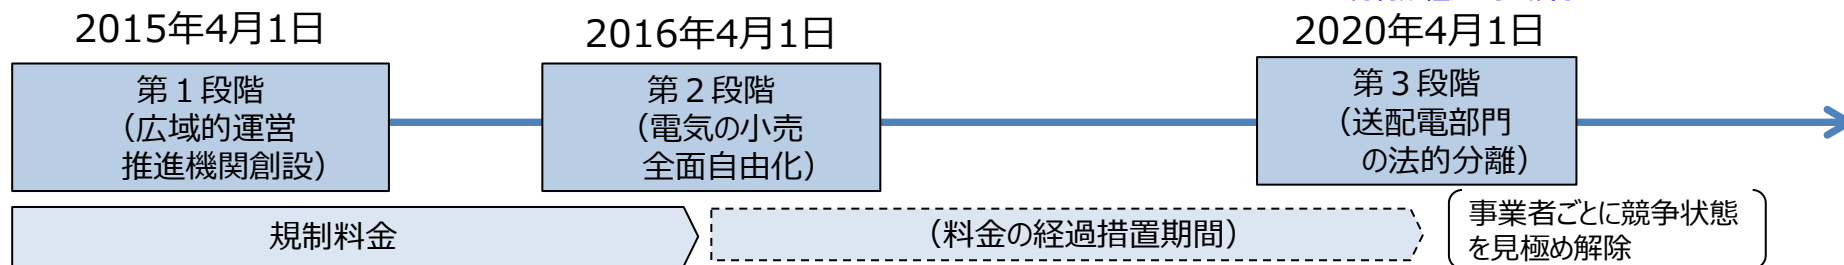 2015年4月1日
2016年4月1日
2020年4月1日
第1段階
(広域的運営
推進機関創設)
第2段階
(電気の小売
全面自由化)
第3段階
(送配電部門
の法的分離)
規制料金
(料金の経過措置期間)
事業者ごとに競争状態
を見極め解除